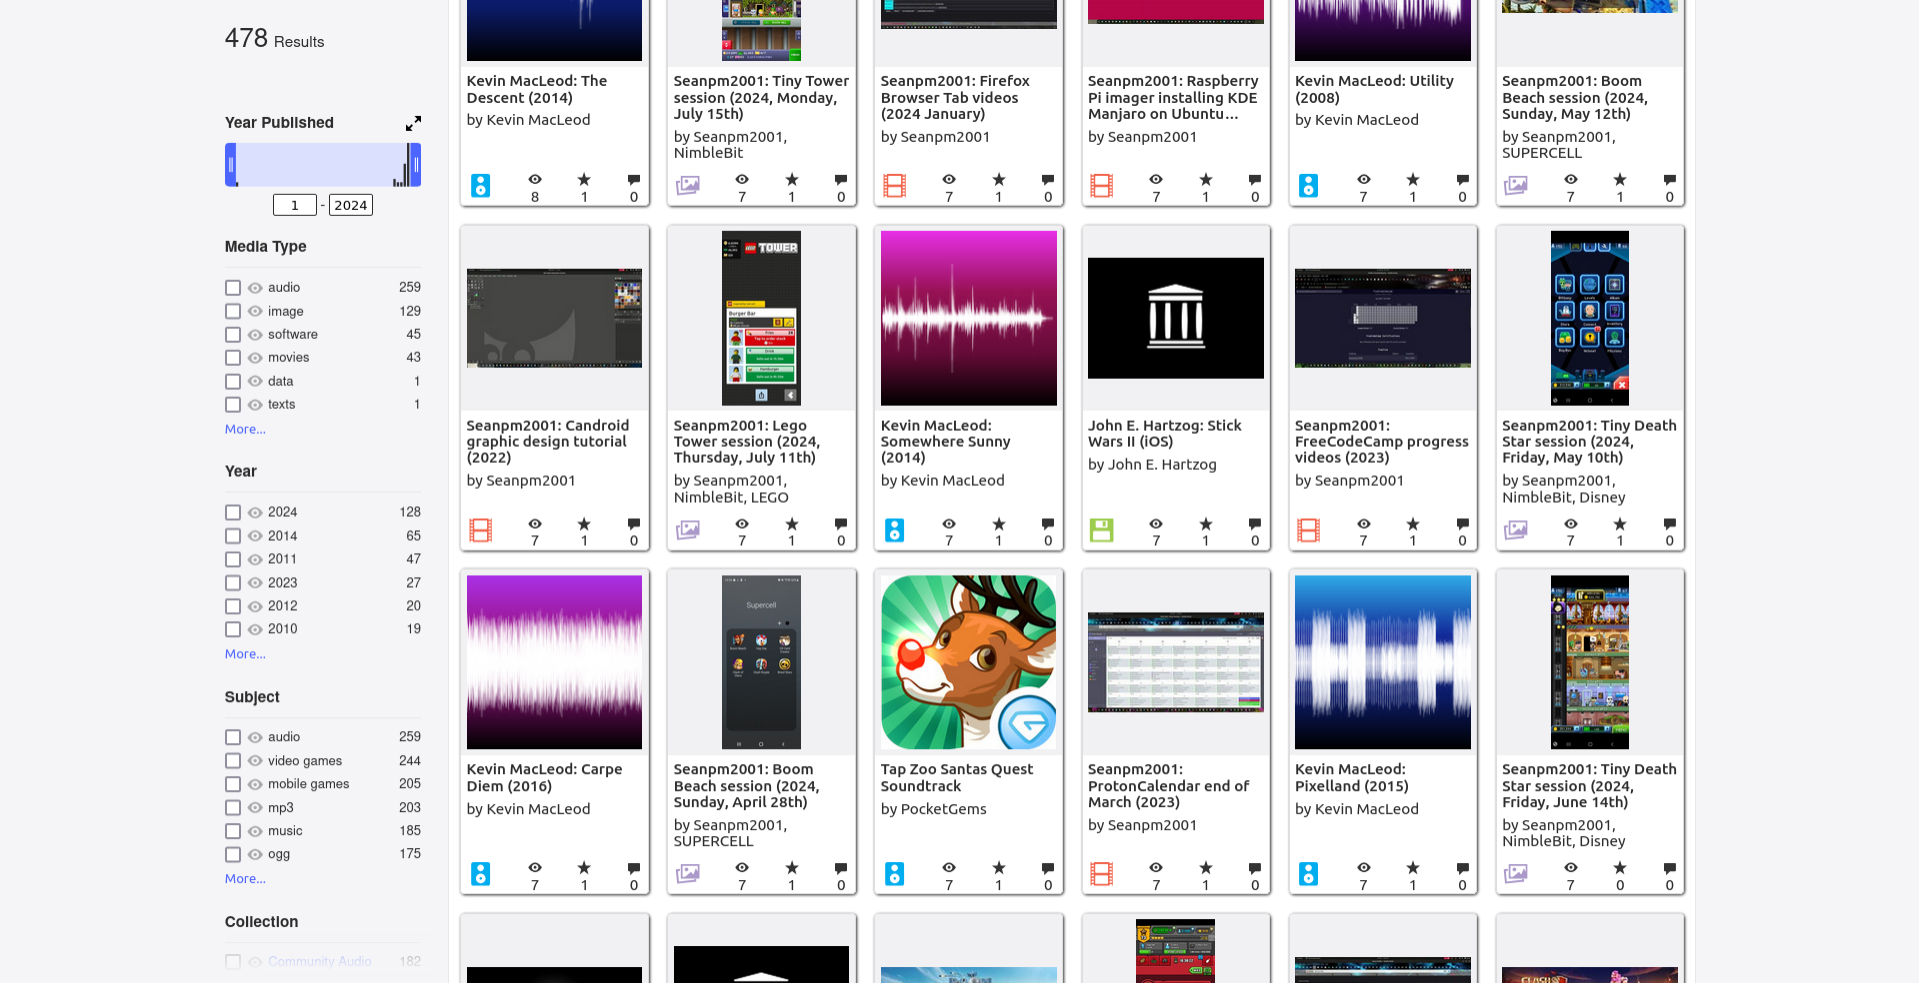 478 Results
Year Published
1 - 2024
Media Type
audio 259
image 129
software 45
movies 43
data 1
texts 1
More...
Year
2024 128
2014 65
2011 47
2023 27
2012 20
2010 19
More...
Subject
audio 259
video games 244
mobile games 205
mp3 203
music 185
ogg 175
More...
Collection
Community Audio 182
Kevin MacLeod: The
Descent (2014)
by Kevin MacLeod
8 1 0
Seanpm2001: Tiny Tower
session (2024, Monday,
July 15th)
by Seanpm2001,
NimbleBit
7 1 0
Seanpm2001: Firefox
Browser Tab videos
(2024 January)
by Seanpm2001
7 1 0
Seanpm2001: Raspberry
Pi imager installing KDE
Manjaro on Ubuntu...
by Seanpm2001
7 1 0
Kevin MacLeod: Utility
(2008)
by Kevin MacLeod
7 1 0
Seanpm2001: Boom
Beach session (2024,
Sunday, May 12th)
by Seanpm2001,
SUPERCELL
7 1 0
Seanpm2001: Candroid
graphic design tutorial
(2022)
by Seanpm2001
7 1 0
LEGO TOWER
Burger Bar
Seanpm2001: Lego
Tower session (2024,
Thursday, July 11th)
by Seanpm2001,
NimbleBit, LEGO
7 1 0
Kevin MacLeod:
Somewhere Sunny
(2014)
by Kevin MacLeod
7 1 0
John E. Hartzog: Stick
Wars II (iOS)
by John E. Hartzog
7 1 0
Seanpm2001:
FreeCodeCamp progress
videos (2023)
by Seanpm2001
7 1 0
Seanpm2001: Tiny Death
Star session (2024,
Friday, May 10th)
by Seanpm2001,
NimbleBit, Disney
7 1 0
Kevin MacLeod: Carpe
Diem (2016)
by Kevin MacLeod
7 1 0
Supercell
Seanpm2001: Boom
Beach session (2024,
Sunday, April 28th)
by Seanpm2001,
SUPERCELL
7 1 0
Tap Zoo Santas Quest
Soundtrack
by PocketGems
7 1 0
Seanpm2001:
ProtonCalendar end of
March (2023)
by Seanpm2001
7 1 0
Kevin MacLeod:
Pixelland (2015)
by Kevin MacLeod
7 1 0
Seanpm2001: Tiny Death
Star session (2024,
Friday, June 14th)
by Seanpm2001,
NimbleBit, Disney
7 0 0